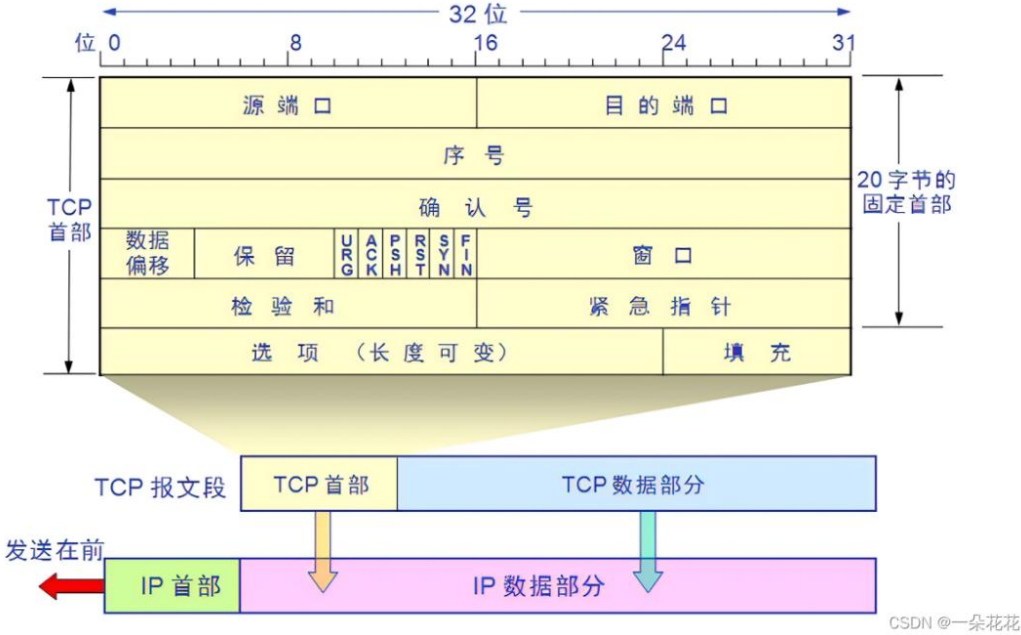 32 位
位 0 8 16 24 31
源端口 目的端口
序号
20 字节的
固定首部
TCP
首部
确认号
数据
偏移
保留
URG
ACK
PSH
RST
SYN
FIN
窗口
检验和 紧急指针
选项（长度可变） 填充
TCP 报文段 TCP 首部 TCP 数据部分
发送在前
IP 首部 IP 数据部分
CSDN @一朵花花